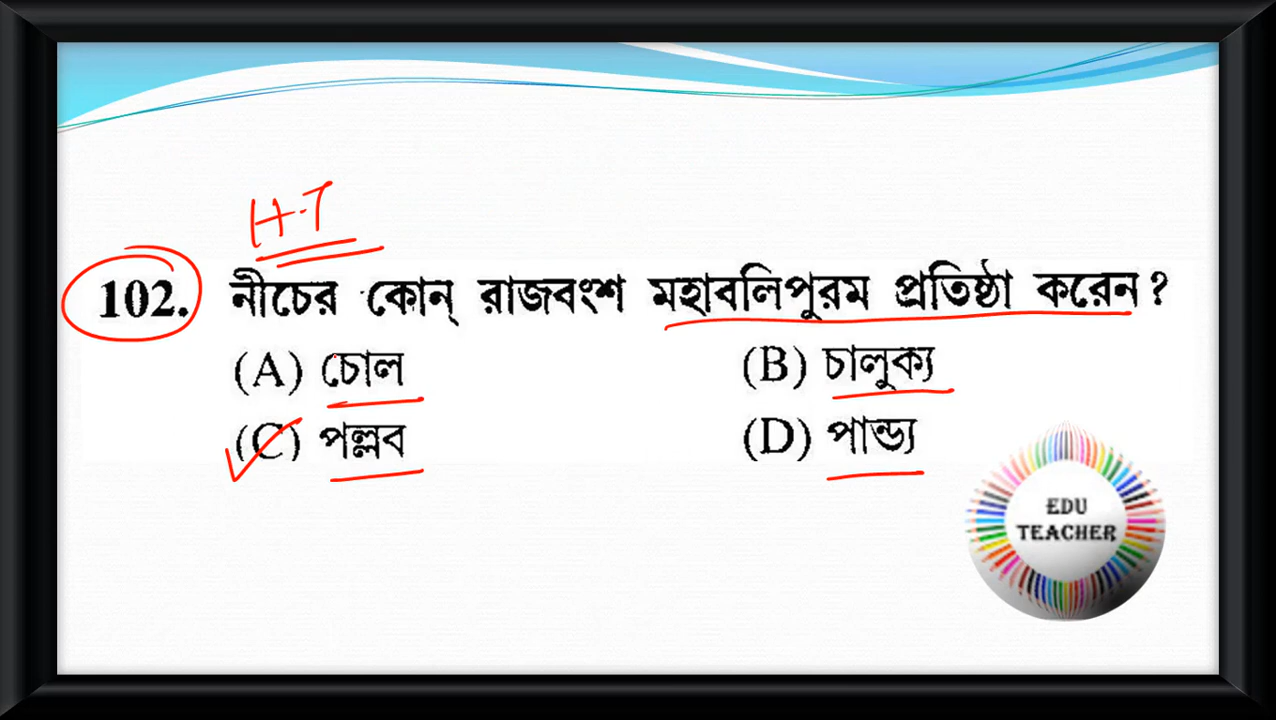 H.T
102. নীচের কোন্ রাজবংশ মহাবলিপুরম প্রতিষ্ঠা করেন?
(A) চোল (B) চালুক্য
(C) পল্লব (D) পান্ড্য
EDU
TEACHER